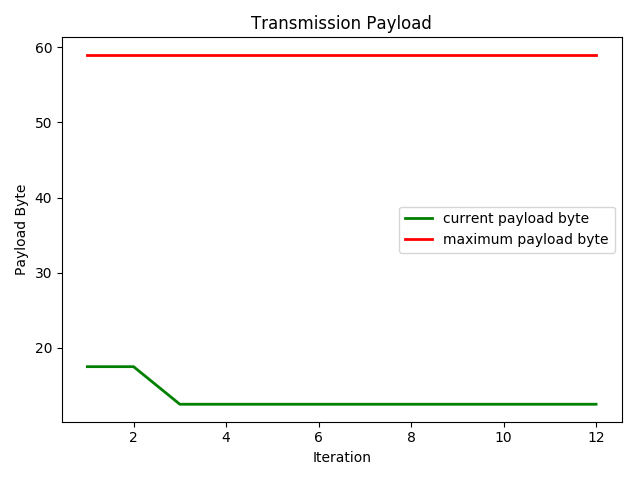 Transmission Payload
60
50
40
30
20
Payload Byte
current payload byte
maximum payload byte
2 4 6 8 10 12
Iteration